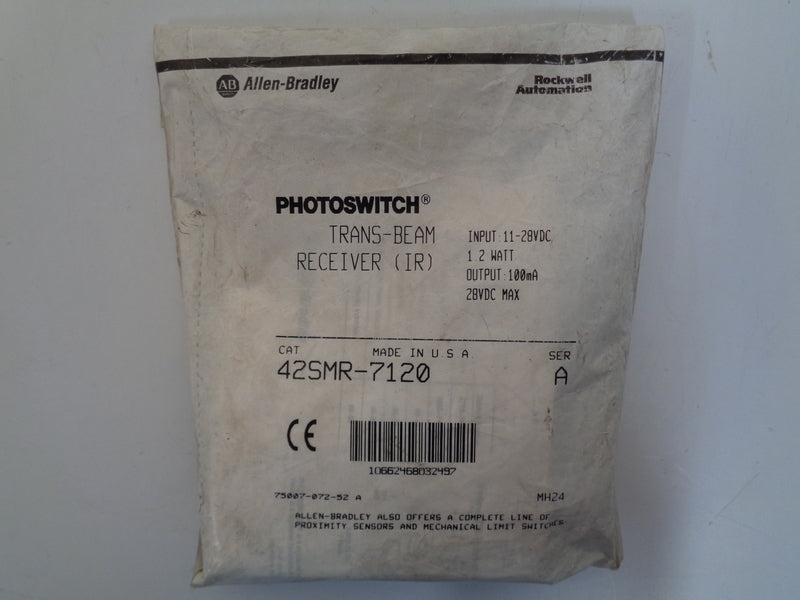 AB Allen-Bradley
Rockwell
Automation
PHOTOSWITCH®
TRANS-BEAM
RECEIVER (IR)
INPUT:11-28VDC
1.2 WATT
OUTPUT:100mA
28VDC MAX
CAT MADE IN U.S.A. SER
42SMR-7120 A
CE
10662468032497
75007-072-52 A MH24
ALLEN-BRADLEY ALSO OFFERS A COMPLETE LINE OF
PROXIMITY SENSORS AND MECHANICAL LIMIT SWITCHES